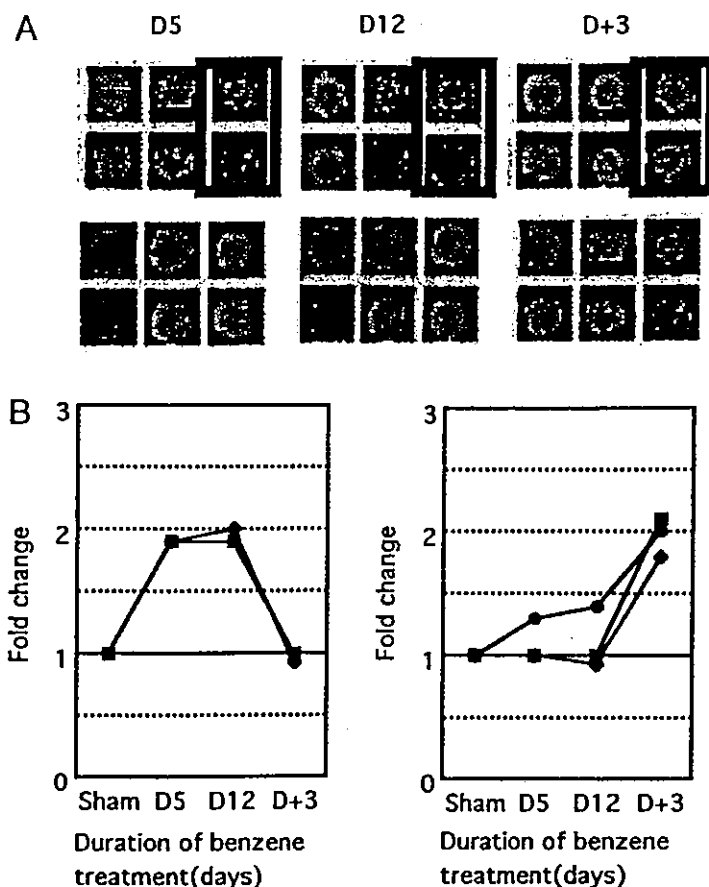 A
D5 D12 D+3
B
3
2
1
0
Fold change
Sham D5 D12 D+3
Duration of benzene
treatment(days)
3
2
1
0
Fold change
Sham D5 D12 D+3
Duration of benzene
treatment(days)